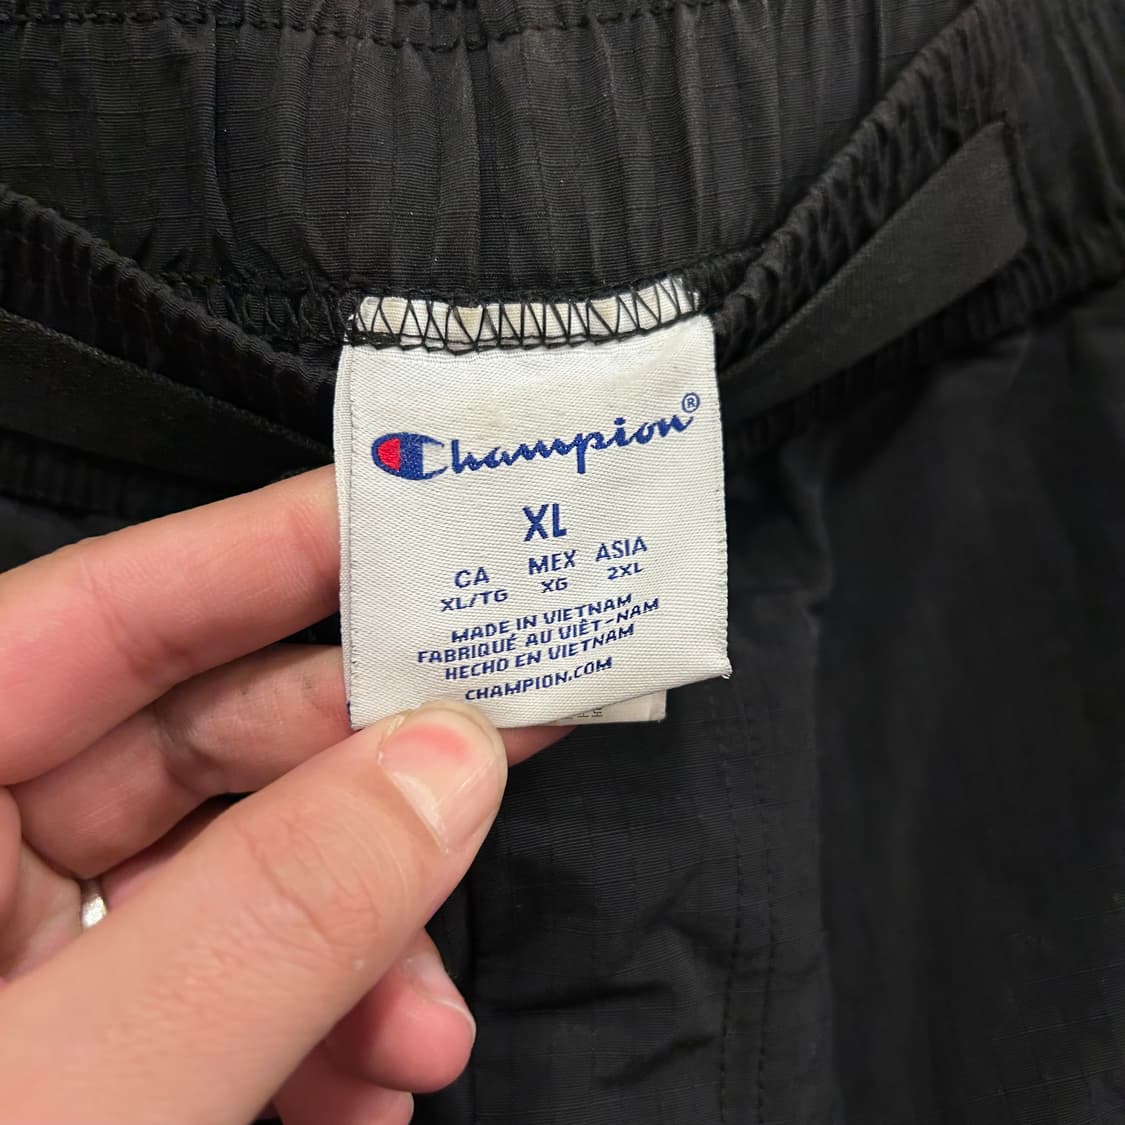 Champion®
XL
CA MEX ASIA
XL/TG XG 2XL
MADE IN VIETNAM
FABRIQUÉ AU VIÊT-NAM
HECHO EN VIETNAM
CHAMPION.COM